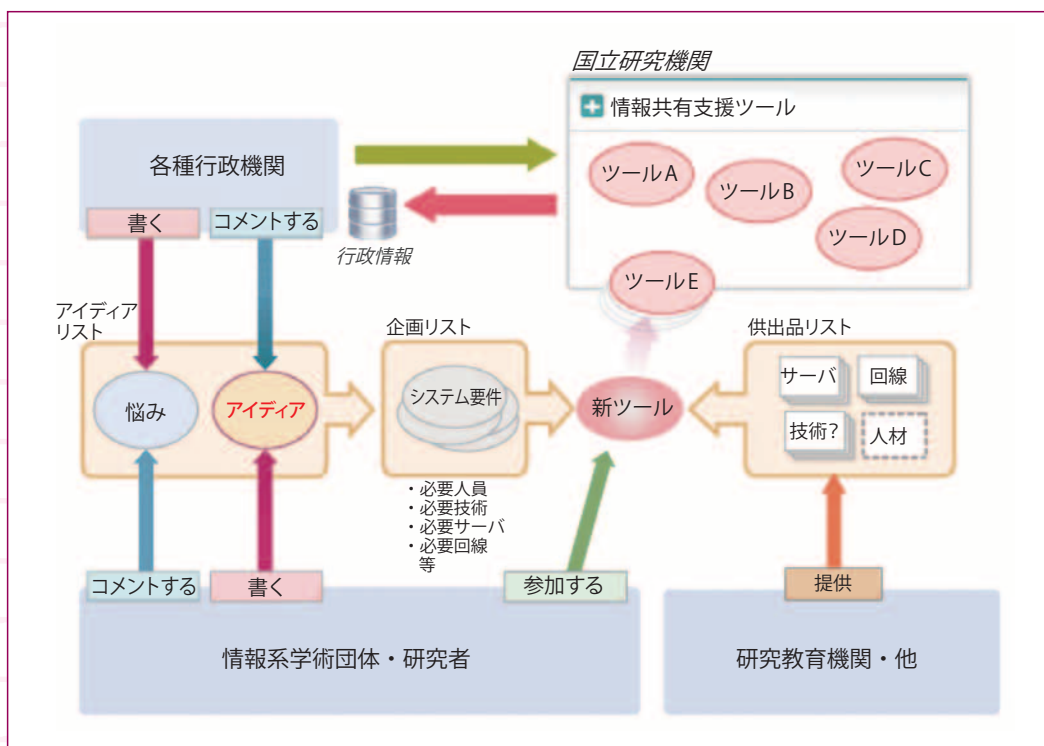 国立研究機関
情報共有支援ツール
各種行政機関
ツールA
ツールB
ツールC
ツールD
ツールE
書く
コメントする
行政情報
アイディア
リスト
企画リスト
供出品リスト
悩み
アイディア
システム要件
新ツール
サーバ
回線
技術?
人材
・必要人員
・必要技術
・必要サーバ
・必要回線
等
コメントする
書く
参加する
提供
情報系学術団体・研究者
研究教育機関・他